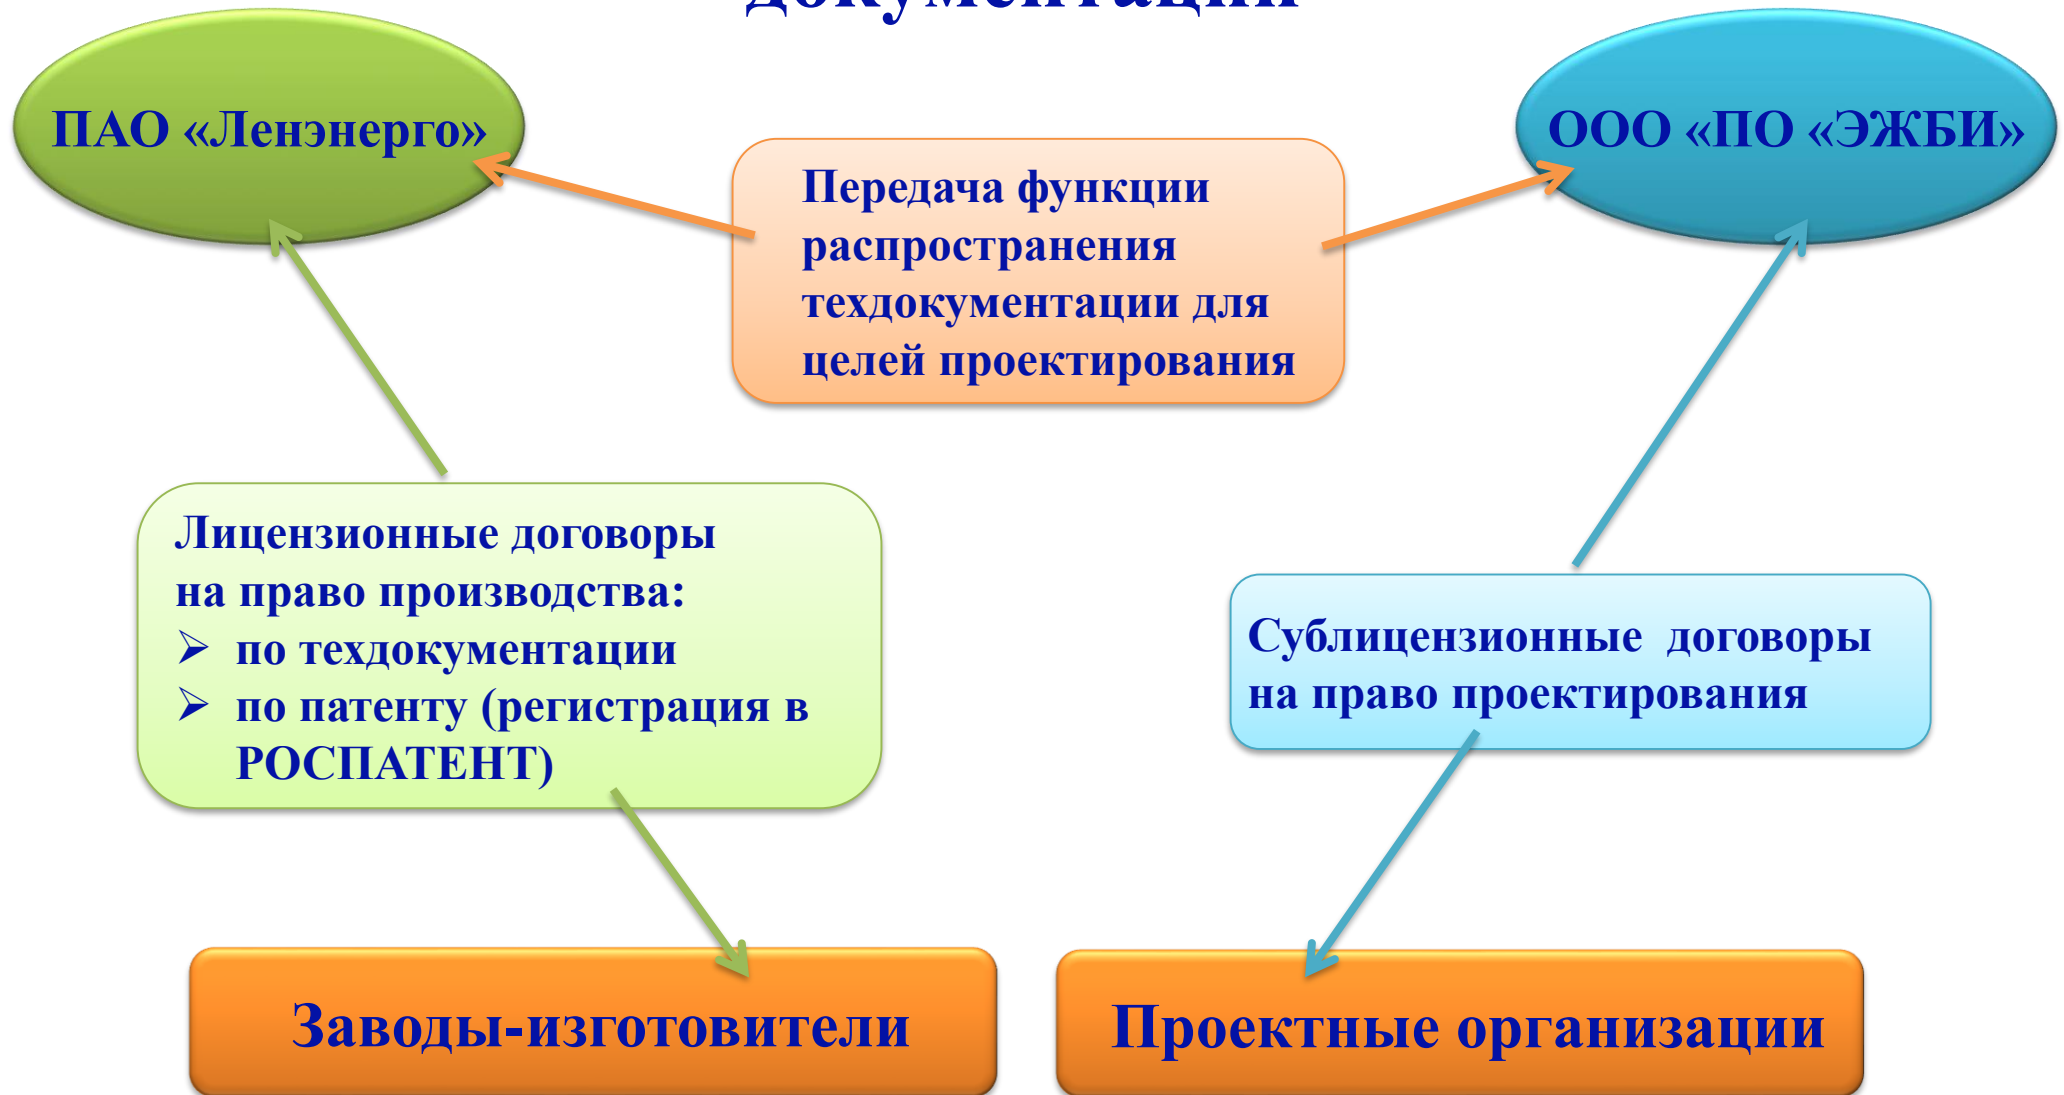 документации
ПАО «Ленэнерго»
ООО «ПО «ЭЖБИ»
Передача функции
распространения
техдокументации для
целей проектирования
Лицензионные договоры
на право производства:
➢ по техдокументации
➢ по патенту (регистрация в
РОСПАТЕНТ)
Сублицензионные договоры
на право проектирования
Заводы-изготовители
Проектные организации